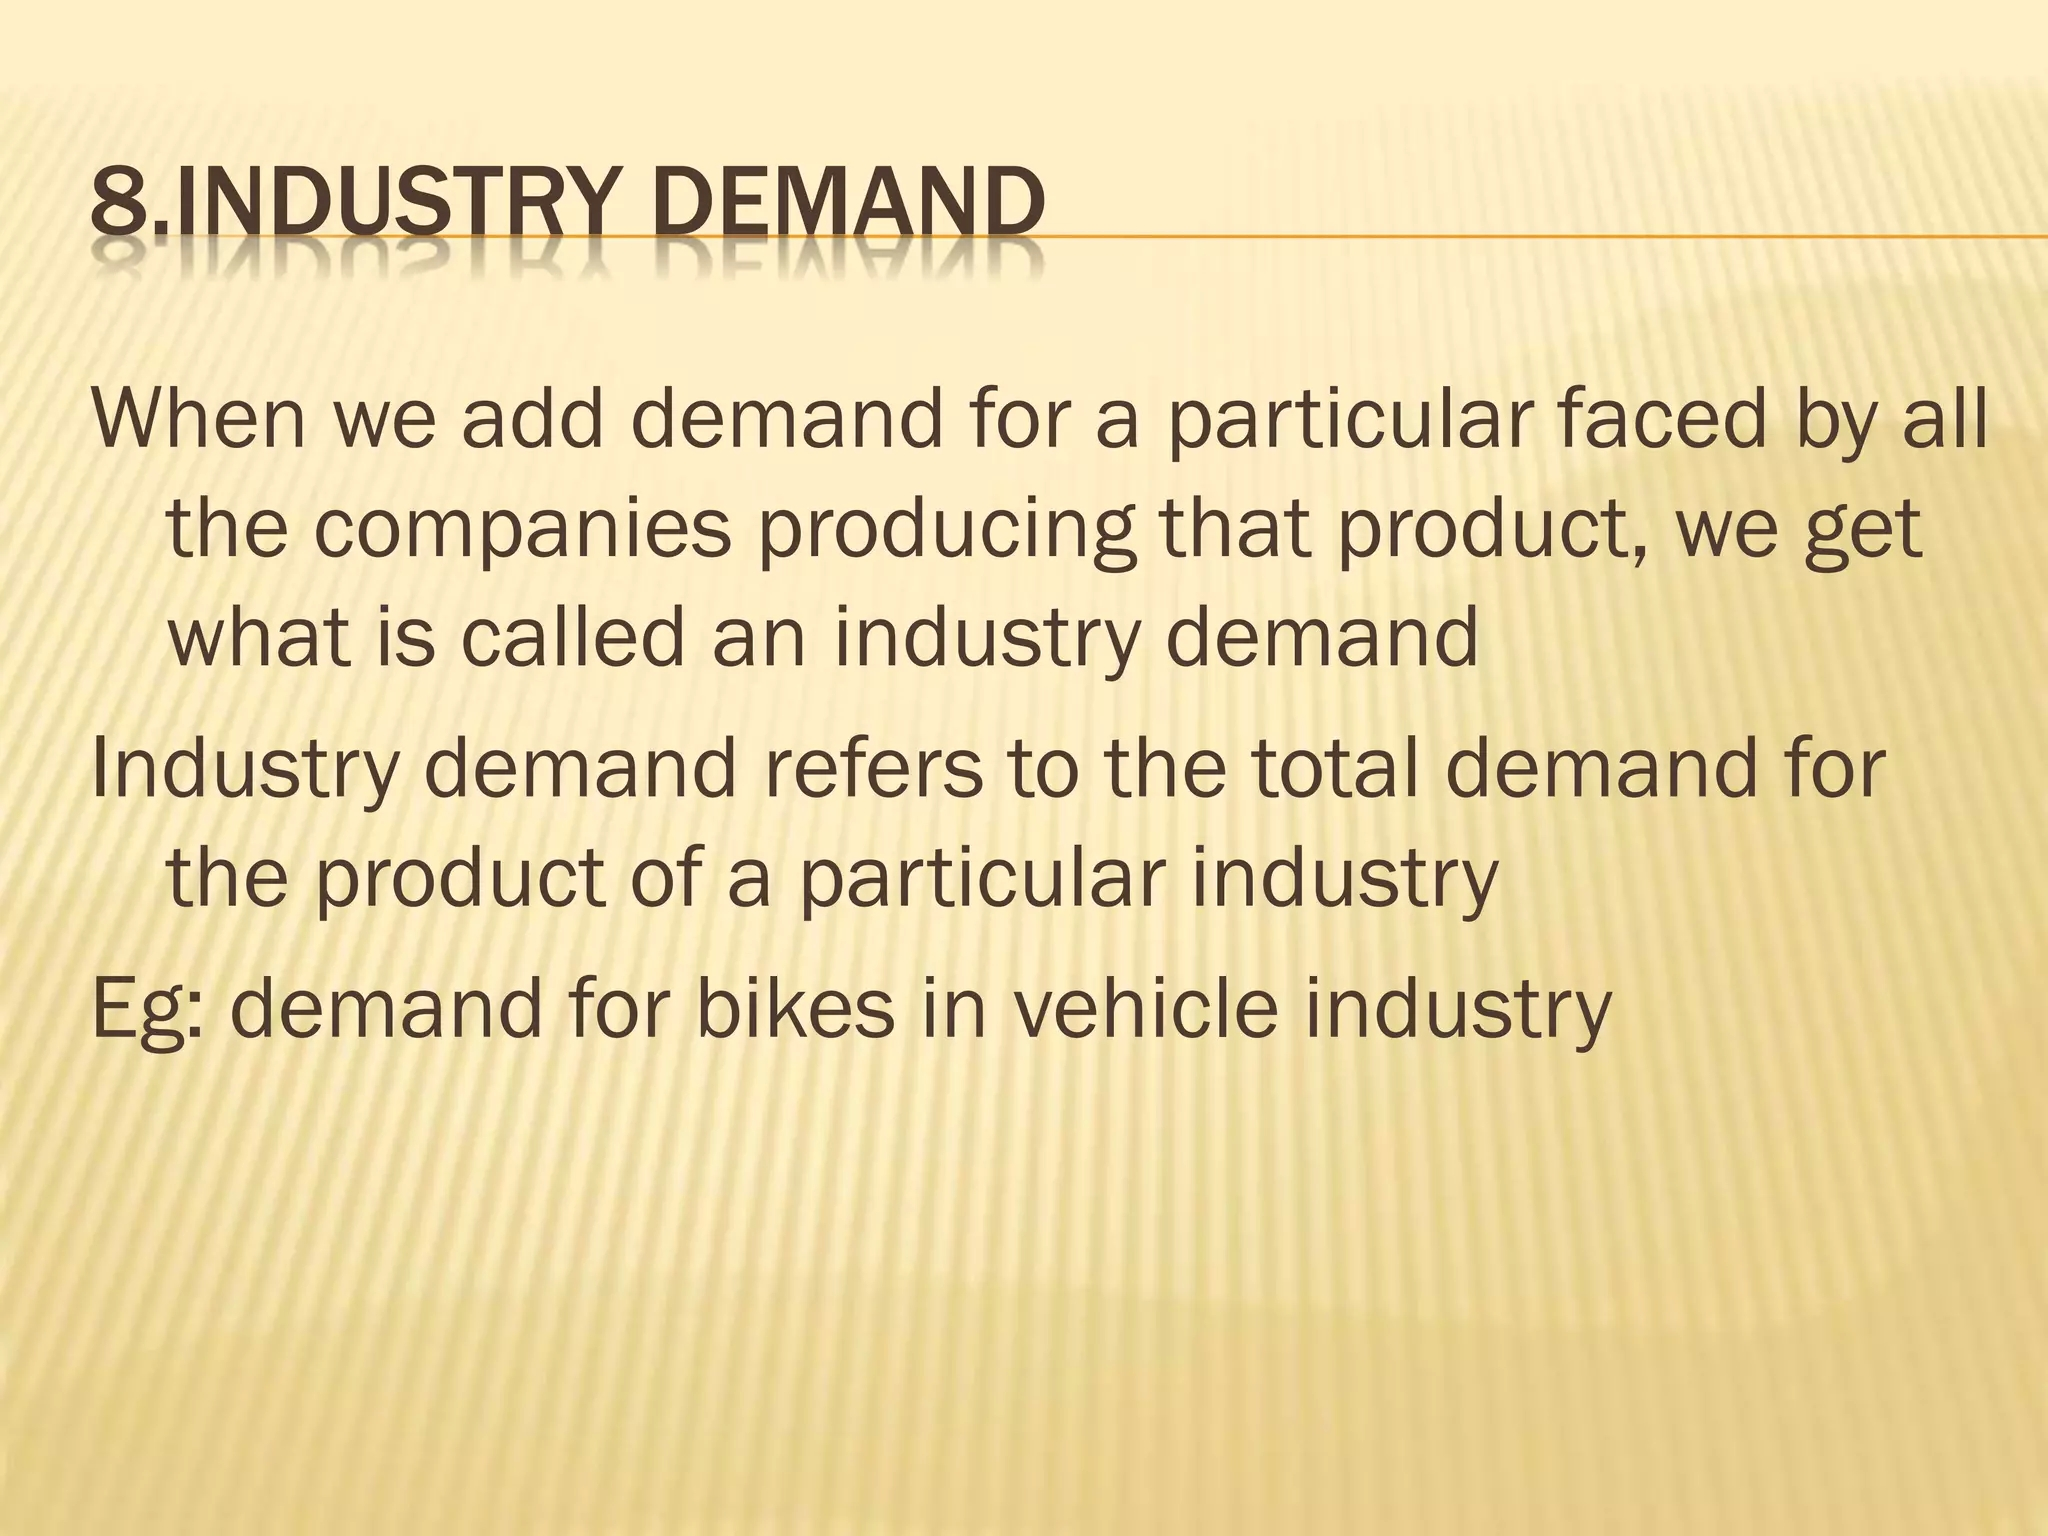 8.INDUSTRY DEMAND
When we add demand for a particular faced by all
the companies producing that product, we get
what is called an industry demand
Industry demand refers to the total demand for
the product of a particular industry
Eg: demand for bikes in vehicle industry